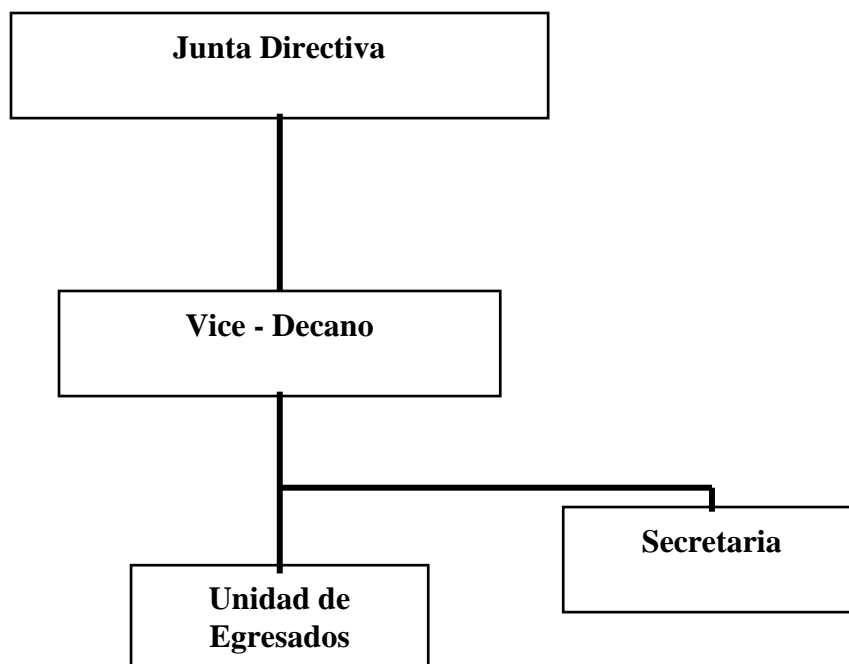 Junta Directiva
Vice - Decano
Secretaria
Unidad de
Egresados